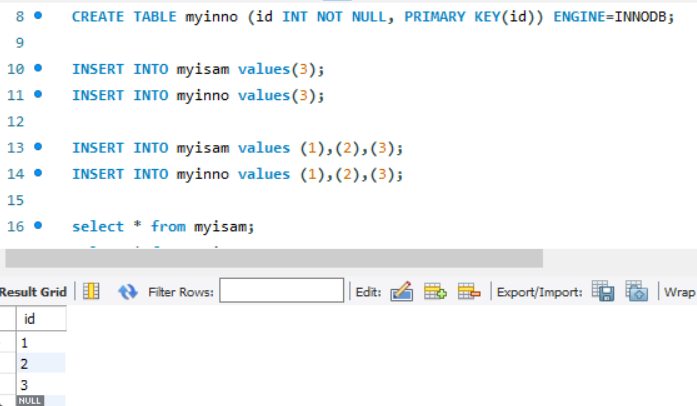 8 CREATE TABLE myinno (id INT NOT NULL, PRIMARY KEY(id)) ENGINE=INNODB;
9
10 INSERT INTO myisam values(3);
11 INSERT INTO myinno values(3);
12
13 INSERT INTO myisam values (1),(2),(3);
14 INSERT INTO myinno values (1),(2),(3);
15
16 select * from myisam;
Result Grid Filter Rows: Edit: Export/Import: Wrap
id
1
2
3
NULL